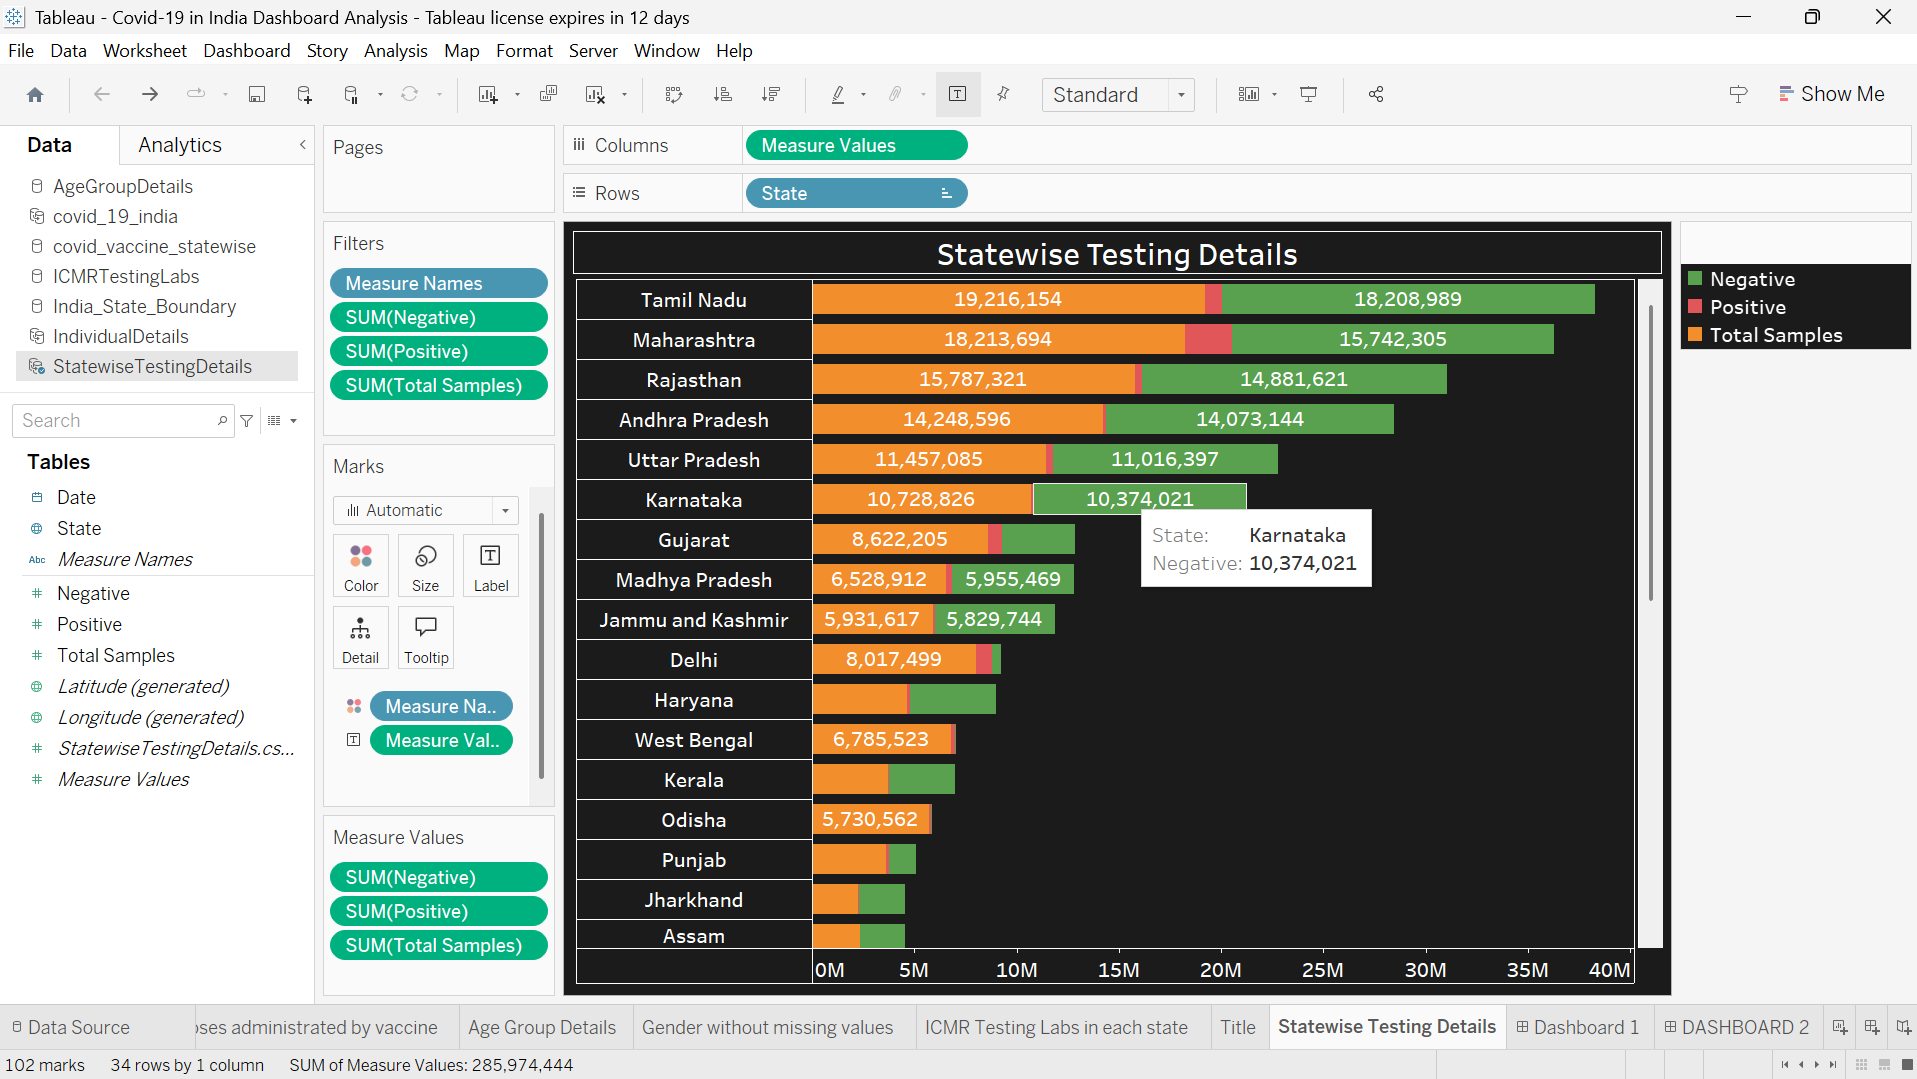 Tableau - Covid-19 in India Dashboard Analysis - Tableau license expires in 12 days
File Data Worksheet Dashboard Story Analysis Map Format Server Window Help
Standard
Show Me
Data Analytics
AgeGroupDetails
covid_19_india
covid_vaccine_statewise
ICMRTestingLabs
India_State_Boundary
IndividualDetails
StatewiseTestingDetails
Search
Tables
Date
State
Abc Measure Names
Negative
Positive
Total Samples
Latitude (generated)
Longitude (generated)
StatewiseTestingDetails.cs...
Measure Values
Pages
Filters
Measure Names
SUM(Negative)
SUM(Positive)
SUM(Total Samples)
Marks
Automatic
Color Size Label
Detail Tooltip
Measure Na..
Measure Val..
Measure Values
SUM(Negative)
SUM(Positive)
SUM(Total Samples)
Columns Measure Values
Rows State
Statewise Testing Details
Tamil Nadu 19,216,154 18,208,989
Maharashtra 18,213,694 15,742,305
Rajasthan 15,787,321 14,881,621
Andhra Pradesh 14,248,596 14,073,144
Uttar Pradesh 11,457,085 11,016,397
Karnataka 10,728,826 10,374,021
Gujarat 8,622,205
Madhya Pradesh 6,528,912 5,955,469
Jammu and Kashmir 5,931,617 5,829,744
Delhi 8,017,499
Haryana
West Bengal 6,785,523
Kerala
Odisha 5,730,562
Punjab
Jharkhand
Assam
0M 5M 10M 15M 20M 25M 30M 35M 40M
State: Karnataka
Negative: 10,374,021
Negative
Positive
Total Samples
Data Source oses administrated by vaccine Age Group Details Gender without missing values ICMR Testing Labs in each state Title Statewise Testing Details Dashboard 1 DASHBOARD 2
102 marks 34 rows by 1 column SUM of Measure Values: 285,974,444